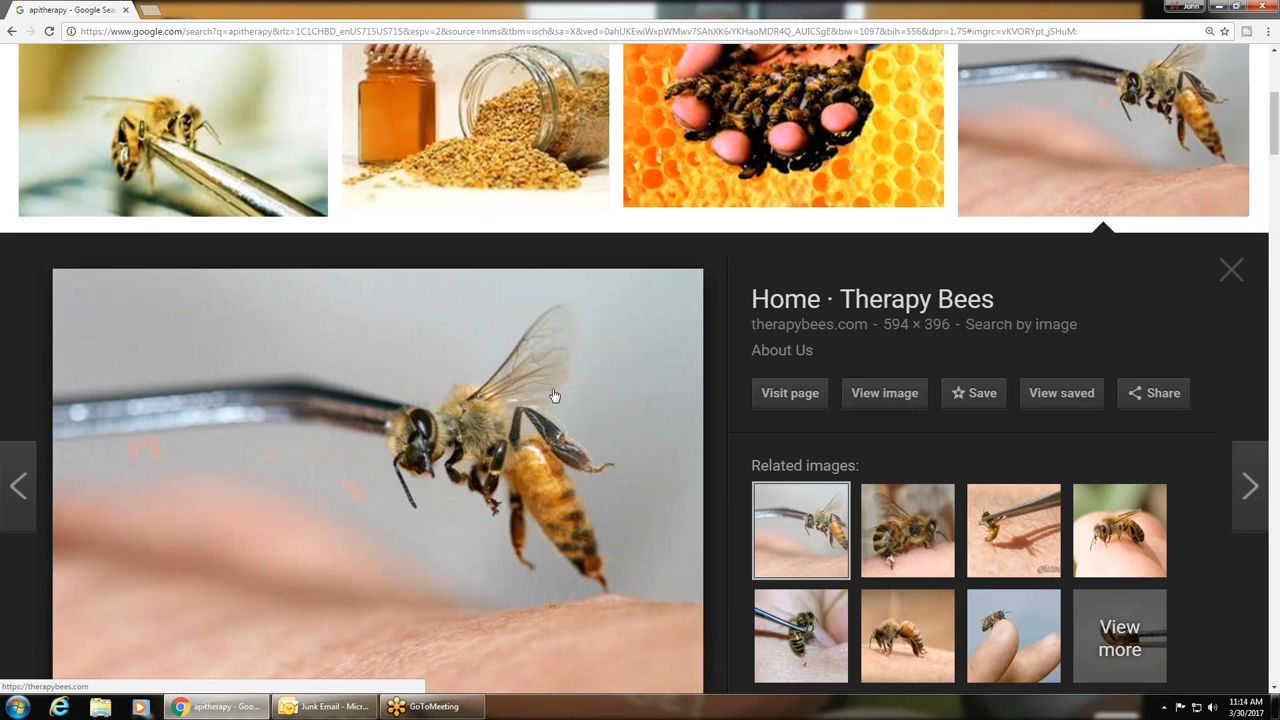 apitherapy - Google Sear
John
https://www.google.com/search?q=apitherapy&rlz=1C1CHBD_enUS715US715&espv=2&source=lnms&tbm=isch&sa=X&ved=0ahUKEwiWxpWMwv7SAhXK6iYKHaoMDR4Q_AUICSgE&biw=1097&bih=556&dpr=1.75#imgrc=vKVORYpt_jSHuM:
Home · Therapy Bees
therapybees.com - 594 × 396 - Search by image
About Us
Visit page
View image
Save
View saved
Share
Related images:
View more
https://therapybees.com
apitherapy - Goo...
Junk Email - Micr...
GoToMeeting
11:14 AM
3/30/2017